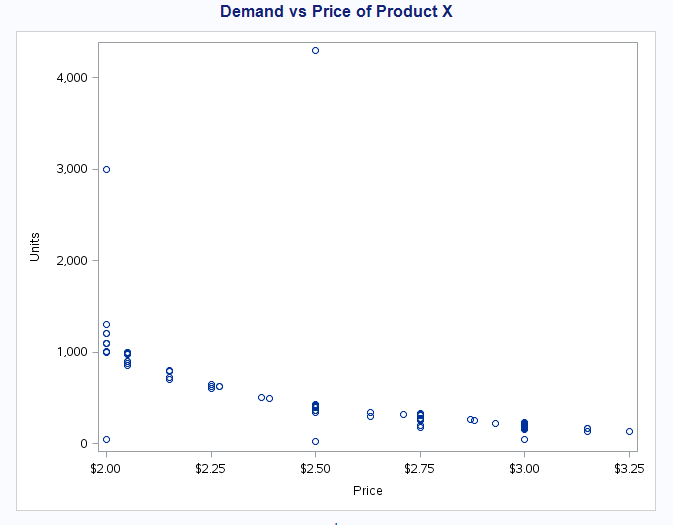 Demand vs Price of Product X
4,000
3,000
2,000
1,000
0
Units
$2.00 $2.25 $2.50 $2.75 $3.00 $3.25
Price